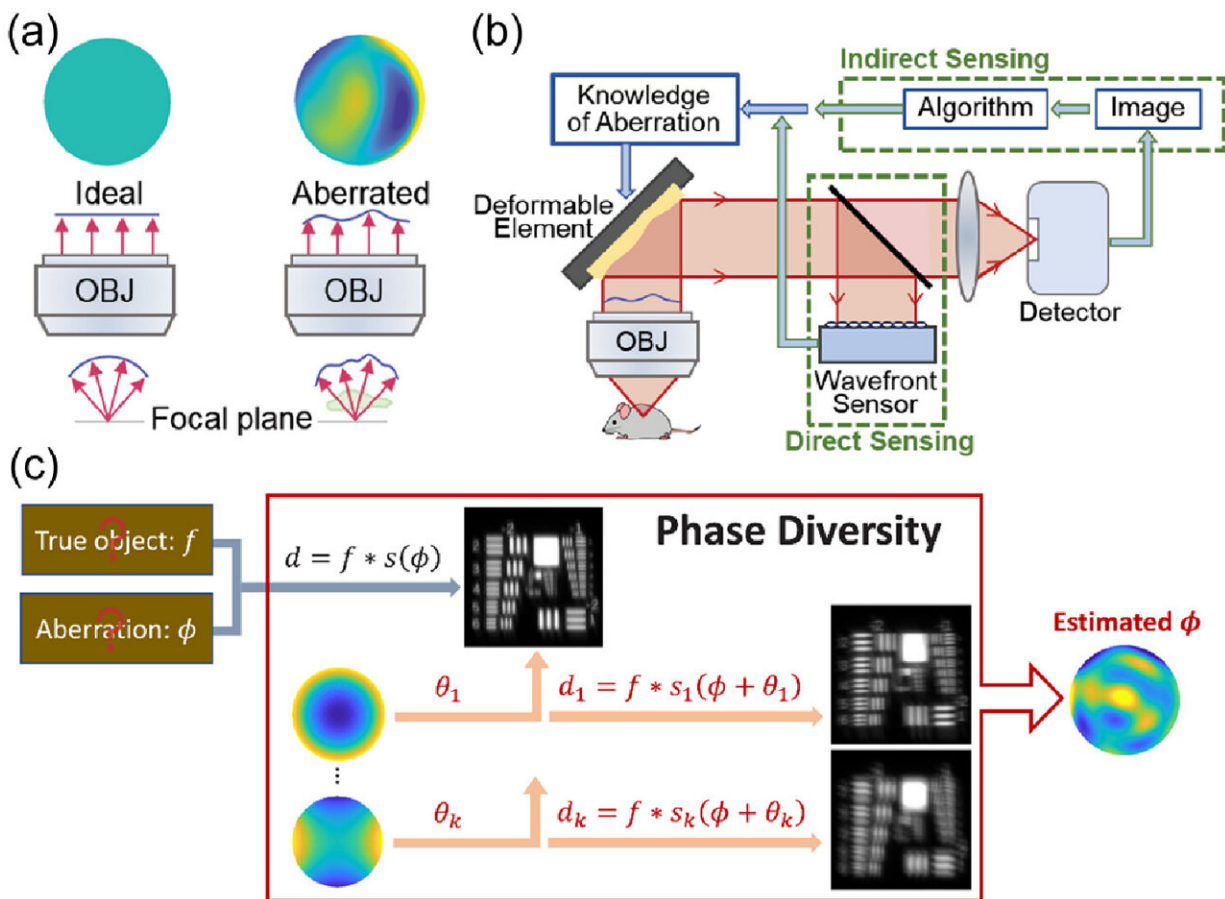 (a)
Ideal
Aberrated
OBJ
OBJ
Focal plane
(b)
Indirect Sensing
Knowledge
of Aberration
Algorithm
Image
Deformable
Element
OBJ
Wavefront
Sensor
Detector
Direct Sensing
(c)
True object: f
?
Aberration: ϕ
?
d = f * s(ϕ)
Phase Diversity
θ₁
d₁ = f * s₁(ϕ + θ₁)
⋮
θₖ
dₖ = f * sₖ(ϕ + θₖ)
Estimated ϕ